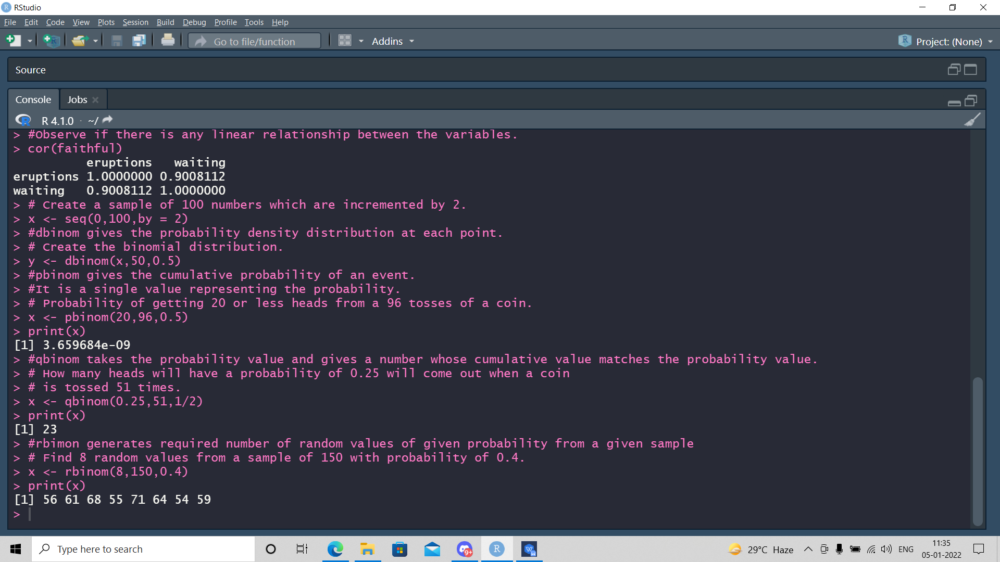 RStudio
File Edit Code View Plots Session Build Debug Profile Tools Help
Go to file/function Addins Project: (None)
Source
Console Jobs
R 4.1.0 · ~/
> #Observe if there is any linear relationship between the variables.
> cor(faithful)
eruptions waiting
eruptions 1.0000000 0.9008112
waiting 0.9008112 1.0000000
> # Create a sample of 100 numbers which are incremented by 2.
> x <- seq(0,100,by = 2)
> #dbinom gives the probability density distribution at each point.
> # Create the binomial distribution.
> y <- dbinom(x,50,0.5)
> #pbinom gives the cumulative probability of an event.
> #It is a single value representing the probability.
> # Probability of getting 20 or less heads from a 96 tosses of a coin.
> x <- pbinom(20,96,0.5)
> print(x)
[1] 3.659684e-09
> #qbinom takes the probability value and gives a number whose cumulative value matches the probability value.
> # How many heads will have a probability of 0.25 will come out when a coin
> # is tossed 51 times.
> x <- qbinom(0.25,51,1/2)
> print(x)
[1] 23
> #rbimon generates required number of random values of given probability from a given sample
> # Find 8 random values from a sample of 150 with probability of 0.4.
> x <- rbinom(8,150,0.4)
> print(x)
[1] 56 61 68 55 71 64 54 59
>
Type here to search 9+ R W 29°C Haze ENG 11:35
05-01-2022